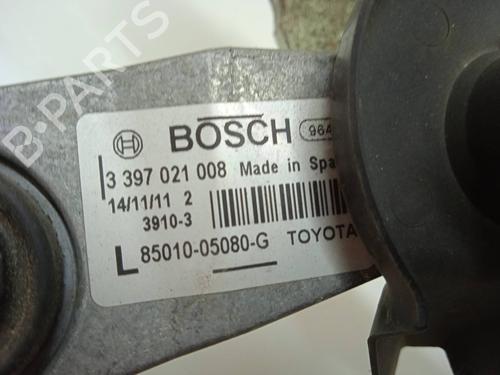 B-PARTS
BOSCH 964
3 397 021 008 Made in Spa
14/11/11 2
3910-3
L 85010-05080-G TOYOTA